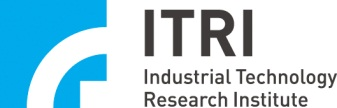 ITRI
Industrial Technology
Research Institute